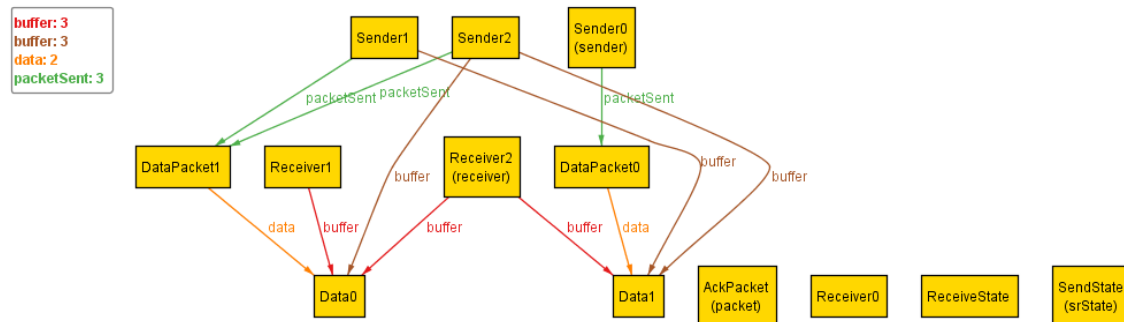 buffer: 3
buffer: 3
data: 2
packetSent: 3
Sender1
Sender2
Sender0
(sender)
packetSent
packetSent
packetSent
DataPacket1
Receiver1
Receiver2
(receiver)
DataPacket0
buffer
buffer
buffer
data
buffer
buffer
buffer
data
Data0
Data1
AckPacket
(packet)
Receiver0
ReceiveState
SendState
(srState)